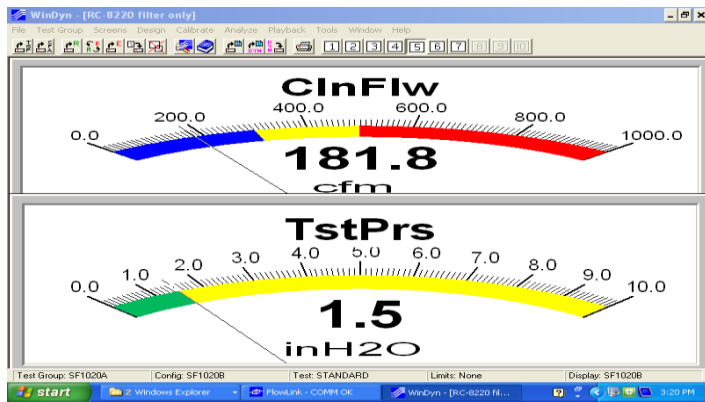 WinDyn - [RC-8220 filter only]
File Test Group Screens Design Calibrate Analyze Playback Tools Window Help
1 2 3 4 5 6 7 8 9 10
ClnFlw
0.0 200.0 400.0 600.0 800.0 1000.0
181.8
cfm
TstPrs
0.0 1.0 2.0 3.0 4.0 5.0 6.0 7.0 8.0 9.0 10.0
1.5
inH2O
Test Group: SF1020A Config: SF1020B Test: STANDARD Limits: None Display: SF1020B
start 2 Windows Explorer FlowLink - COMM OK WinDyn - [RC-8220 fil... 3:20 PM